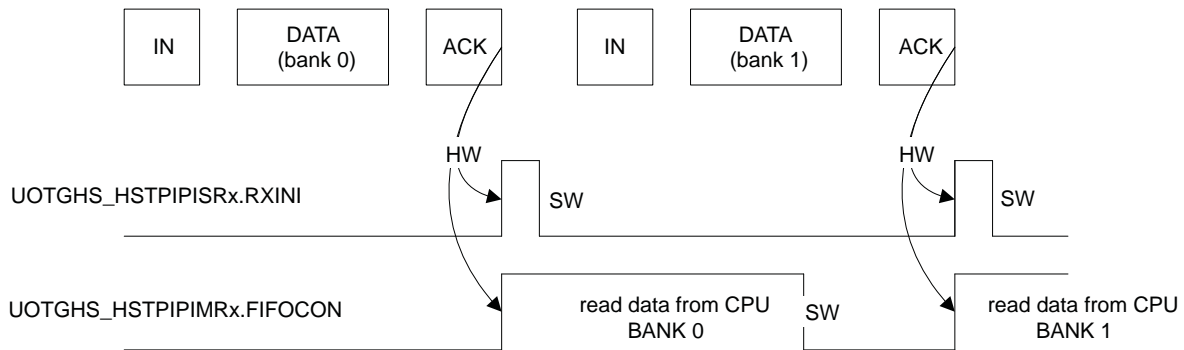 IN
DATA
(bank 0)
ACK
IN
DATA
(bank 1)
ACK
HW
HW
UOTGHS_HSTPIPISRx.RXINI
SW
SW
UOTGHS_HSTPIPIMRx.FIFOCON
read data from CPU
BANK 0
SW
read data from CPU
BANK 1